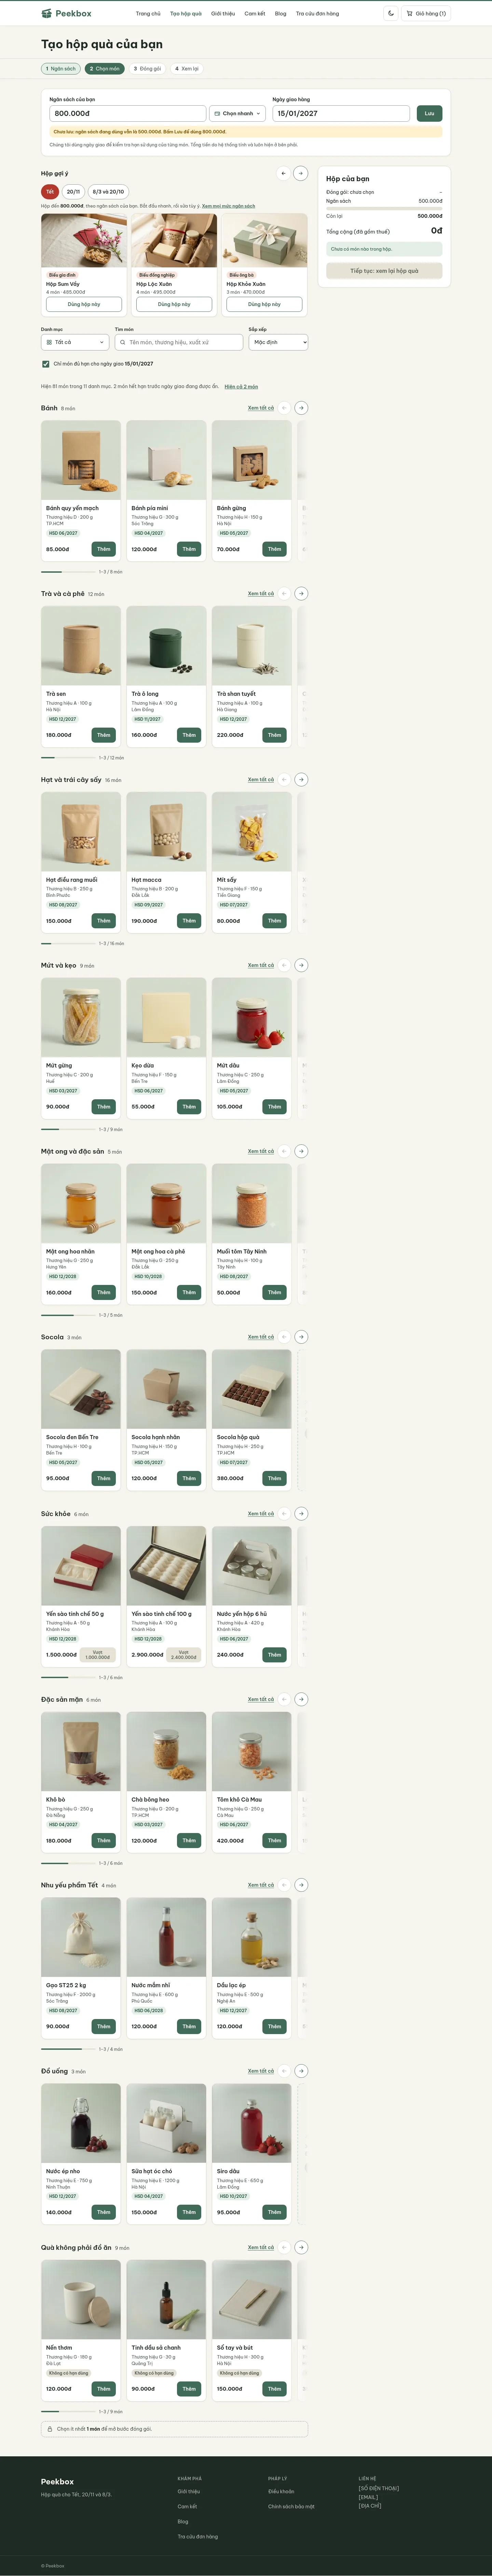 Peekbox
Trang chủ
Tạo hộp quà
Giới thiệu
Cam kết
Blog
Tra cứu đơn hàng
Giỏ hàng (1)
Tạo hộp quà của bạn
1 Ngân sách
2 Chọn món
3 Đóng gói
4 Xem lại
Ngân sách của bạn
Ngày giao hàng
800.000đ
Chọn nhanh
15/01/2027
Lưu
Chưa lưu: ngân sách đang dùng vẫn là 500.000đ. Bấm Lưu để dùng 800.000đ.
Chúng tôi dùng ngày giao để kiểm tra hạn sử dụng của từng món. Tổng tiền do hệ thống tính và luôn hiện ở bên phải.
Hộp gợi ý
Tết
20/11
8/3 và 20/10
Hộp đến 800.000đ, theo ngân sách của bạn. Bắt đầu nhanh, rồi sửa tùy ý. Xem mọi mức ngân sách
Biếu gia đình
Hộp Sum Vầy
4 món · 465.000đ
Dùng hộp này
Biếu đồng nghiệp
Hộp Lộc Xuân
4 món · 495.000đ
Dùng hộp này
Biếu ông bà
Hộp Khỏe Xuân
3 món · 470.000đ
Dùng hộp này
Hộp của bạn
Đóng gói: chưa chọn
–
Ngân sách
500.000đ
Còn lại
500.000đ
Tổng cộng (đã gồm thuế)
0đ
Chưa có món nào trong hộp.
Tiếp tục: xem lại hộp quà
Danh mục
Tìm món
Sắp xếp
Tất cả
Tên món, thương hiệu, xuất xứ
Mặc định
Chỉ món đủ hạn cho ngày giao 15/01/2027
Hiện 81 món trong 11 danh mục. 2 món hết hạn trước ngày giao đang được ẩn.
Hiện cả 2 món
Bánh 8 món
Xem tất cả
Bánh quy yến mạch
Thương hiệu D · 200 g
TP.HCM
HSD 06/2027
85.000đ
Thêm
Bánh pía mini
Thương hiệu D · 300 g
Sóc Trăng
HSD 04/2027
120.000đ
Thêm
Bánh gừng
Thương hiệu H · 150 g
Hà Nội
HSD 05/2027
70.000đ
Thêm
1–3 / 8 món
Trà và cà phê 12 món
Xem tất cả
Trà sen
Thương hiệu A · 100 g
Hà Nội
HSD 12/2027
180.000đ
Thêm
Trà ô long
Thương hiệu A · 100 g
Lâm Đồng
HSD 11/2027
160.000đ
Thêm
Trà shan tuyết
Thương hiệu A · 100 g
Hà Giang
HSD 12/2027
220.000đ
Thêm
1–3 / 12 món
Hạt và trái cây sấy 16 món
Xem tất cả
Hạt điều rang muối
Thương hiệu B · 250 g
Bình Phước
HSD 08/2027
150.000đ
Thêm
Hạt macca
Thương hiệu B · 200 g
Đắk Lắk
HSD 09/2027
190.000đ
Thêm
Mít sấy
Thương hiệu F · 150 g
Tiền Giang
HSD 07/2027
80.000đ
Thêm
1–3 / 16 món
Mứt và kẹo 9 món
Xem tất cả
Mứt gừng
Thương hiệu C · 200 g
Huế
HSD 03/2027
90.000đ
Thêm
Kẹo dừa
Thương hiệu F · 150 g
Bến Tre
HSD 06/2027
55.000đ
Thêm
Mứt dâu
Thương hiệu C · 250 g
Lâm Đồng
HSD 05/2027
105.000đ
Thêm
1–3 / 9 món
Mật ong và đặc sản 5 món
Xem tất cả
Mật ong hoa nhãn
Thương hiệu G · 250 g
Hưng Yên
HSD 12/2028
160.000đ
Thêm
Mật ong hoa cà phê
Thương hiệu G · 250 g
Đắk Lắk
HSD 10/2028
150.000đ
Thêm
Muối tôm Tây Ninh
Thương hiệu H · 100 g
Tây Ninh
HSD 08/2027
50.000đ
Thêm
1–3 / 5 món
Socola 3 món
Xem tất cả
Socola đen Bến Tre
Thương hiệu H · 100 g
Bến Tre
HSD 05/2027
95.000đ
Thêm
Socola hạnh nhân
Thương hiệu H · 150 g
TP.HCM
HSD 05/2027
120.000đ
Thêm
Socola hộp quà
Thương hiệu H · 250 g
TP.HCM
HSD 07/2027
380.000đ
Thêm
Sức khỏe 6 món
Xem tất cả
Yến sào tinh chế 50 g
Thương hiệu A · 50 g
Khánh Hòa
HSD 12/2028
1.500.000đ
Vượt 1.000.000đ
Yến sào tinh chế 100 g
Thương hiệu A · 100 g
Khánh Hòa
HSD 12/2028
2.900.000đ
Vượt 2.400.000đ
Nước yến hộp 6 hũ
Thương hiệu A · 420 g
Khánh Hòa
HSD 06/2027
240.000đ
Thêm
1–3 / 6 món
Đặc sản mặn 6 món
Xem tất cả
Khô bò
Thương hiệu G · 250 g
Đà Nẵng
HSD 04/2027
180.000đ
Thêm
Chà bông heo
Thương hiệu G · 200 g
TP.HCM
HSD 03/2027
120.000đ
Thêm
Tôm khô Cà Mau
Thương hiệu G · 250 g
Cà Mau
HSD 06/2027
420.000đ
Thêm
1–3 / 6 món
Nhu yếu phẩm Tết 4 món
Xem tất cả
Gạo ST25 2 kg
Thương hiệu F · 2000 g
Sóc Trăng
HSD 08/2027
90.000đ
Thêm
Nước mắm nhĩ
Thương hiệu E · 600 g
Phú Quốc
HSD 06/2028
120.000đ
Thêm
Dầu lạc ép
Thương hiệu E · 500 g
Nghệ An
HSD 12/2027
120.000đ
Thêm
1–3 / 4 món
Đồ uống 3 món
Xem tất cả
Nước ép nho
Thương hiệu E · 750 g
Ninh Thuận
HSD 12/2027
140.000đ
Thêm
Sữa hạt óc chó
Thương hiệu E · 1200 g
Hà Nội
HSD 04/2027
150.000đ
Thêm
Siro dâu
Thương hiệu E · 650 g
Lâm Đồng
HSD 10/2027
95.000đ
Thêm
Quà không phải đồ ăn 9 món
Xem tất cả
Nến thơm
Thương hiệu G · 180 g
Đà Lạt
Không có hạn dùng
120.000đ
Thêm
Tinh dầu sả chanh
Thương hiệu G · 30 g
Quảng Trị
Không có hạn dùng
90.000đ
Thêm
Sổ tay và bút
Thương hiệu H · 300 g
Hà Nội
Không có hạn dùng
150.000đ
Thêm
1–3 / 9 món
Chọn ít nhất 1 món để mở bước đóng gói.
Peekbox
Hộp quà cho Tết, 20/11 và 8/3.
KHÁM PHÁ
Giới thiệu
Cam kết
Blog
Tra cứu đơn hàng
PHÁP LÝ
Điều khoản
Chính sách bảo mật
LIÊN HỆ
[SỐ ĐIỆN THOẠI]
[EMAIL]
[ĐỊA CHỈ]
© Peekbox